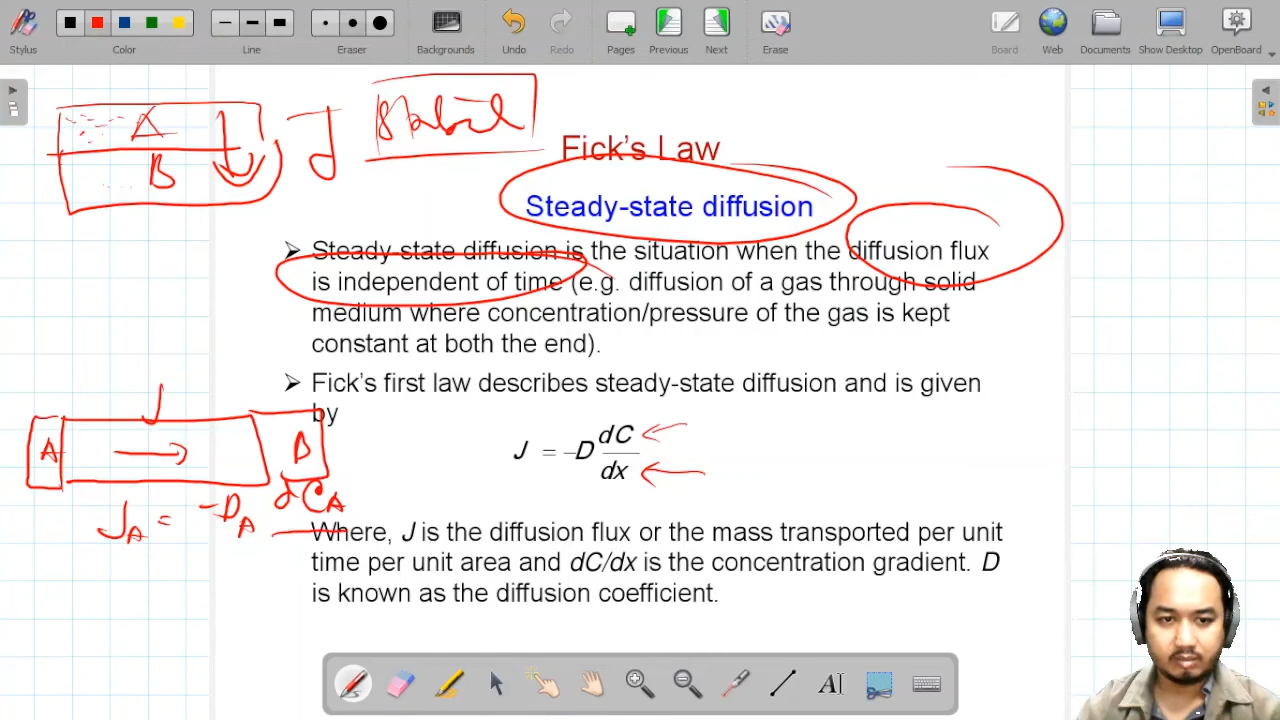 Stylus
Color
Line
Eraser
Backgrounds
Undo
Redo
Pages
Previous
Next
Erase
Board
Web
Documents
Show Desktop
OpenBoard
A
B
J
Fick's Law
Steady-state diffusion
➢ Steady-state diffusion is the situation when the diffusion flux
is independent of time (e.g. diffusion of a gas through solid
medium where concentration/pressure of the gas is kept
constant at both the end).
➢ Fick's first law describes steady-state diffusion and is given
by
J = -D dC/dx
J
A
B
J_A = -D_A dC_A
Where, J is the diffusion flux or the mass transported per unit
time per unit area and dC/dx is the concentration gradient. D
is known as the diffusion coefficient.
AI